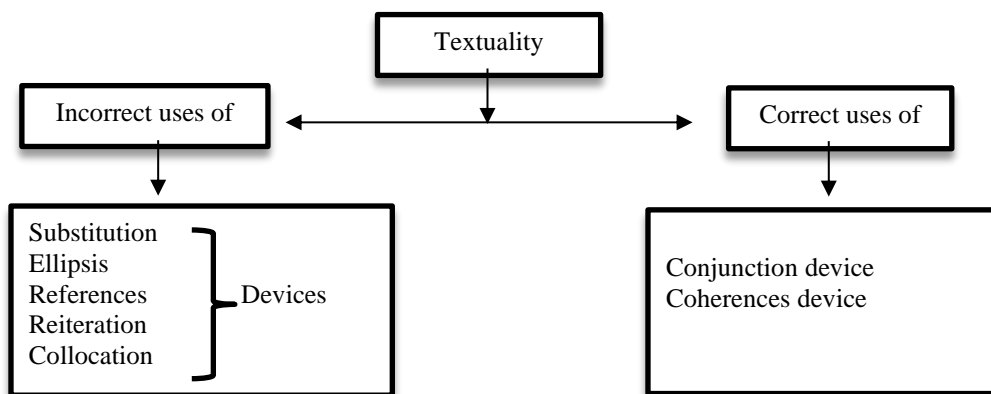 Textuality
Incorrect uses of
Correct uses of
Substitution
Ellipsis
References
Reiteration
Collocation
Devices
Conjunction device
Coherences device